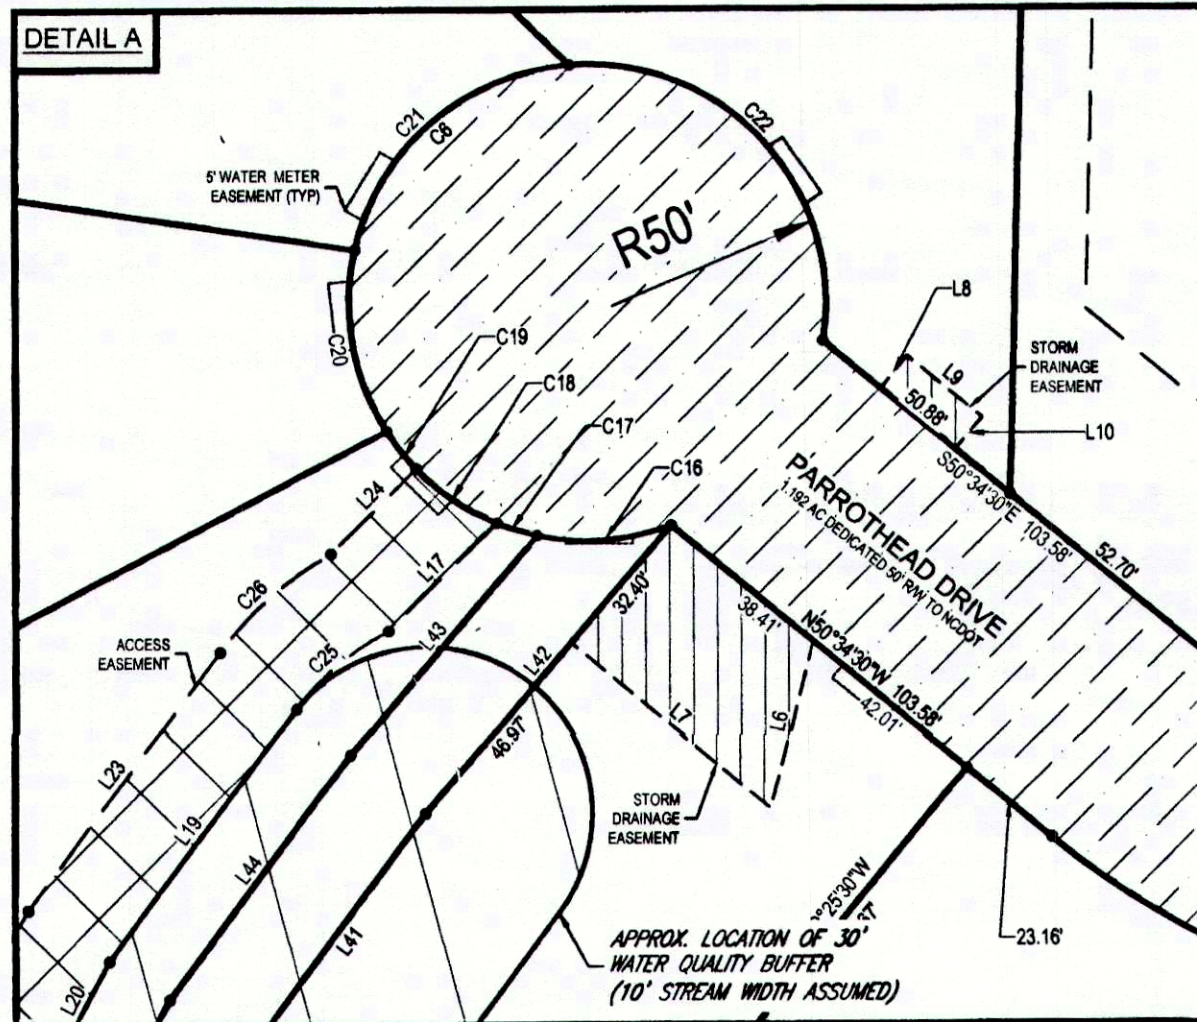 DETAIL A
C21
C6
C22
5' WATER METER
EASEMENT (TYP)
R50'
L8
C20
C19
L9
STORM
DRAINAGE
EASEMENT
C18
50.88'
C17
L10
C16
S50°34'30"E 103.58'
PARROTHEAD DRIVE
1.192 AC DEDICATED 50' R/W TO NCDOT
L24
52.70'
L17
32.40'
38.41'
C26
N50°34'30"W 103.58'
ACCESS
EASEMENT
C25
L43
L42
42.01'
L7
L6
46.97'
L23
STORM
DRAINAGE
EASEMENT
L19
L44
25'30"W
L41
APPROX. LOCATION OF 30'
WATER QUALITY BUFFER
(10' STREAM WIDTH ASSUMED)
23.16'
L20